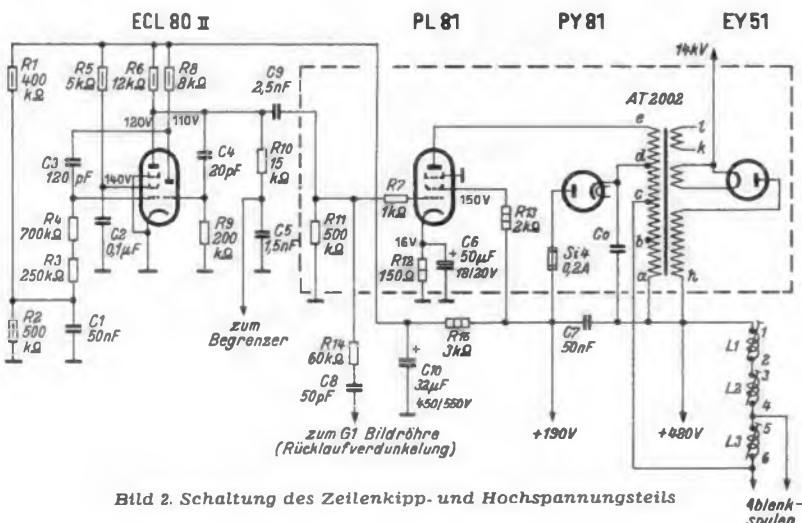 ECL 80 II
PL 81
PY 81
EY 51
14kV
R1
400
kΩ
R5
5kΩ
R6
12kΩ
R8
8kΩ
C9
2,5nF
AT 2002
120V
110V
e
l
k
d
c
b
a
h
C3
120 pF
140V
C4
20pF
R10
15
kΩ
R7
1kΩ
150V
R13
2kΩ
Co
R4
700kΩ
C2
0,1µF
R9
200
kΩ
C5
1,5nF
R11
500
kΩ
16V
C6
50µF
18/20V
R12
150Ω
Si4
0,2A
R3
250kΩ
R2
500
kΩ
C1
50nF
zum
Begrenzer
R14
60kΩ
C8
50pF
R15
3kΩ
C10
32µF
450/550V
C7
50nF
L1
1
2
L2
3
4
L3
5
6
+190V
+480V
zum G1 Bildröhre
(Rücklaufverdunkelung)
Ablenk-
spulen
Bild 2. Schaltung des Zeilenkipp- und Hochspannungsteils